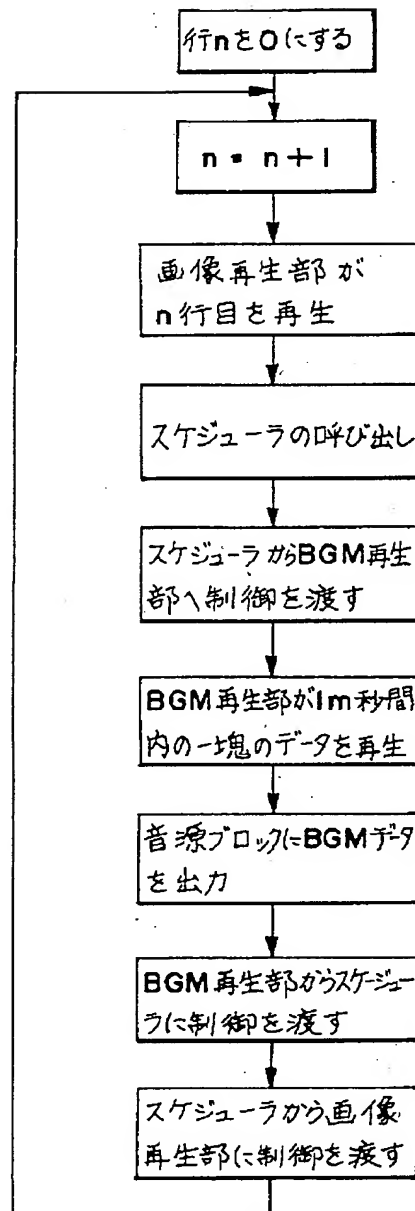 行nを0にする
n = n+1
画像再生部が
n行目を再生
スケジューラの呼び出し
スケジューラからBGM再生
部へ制御を渡す
BGM再生部が1m秒間
内の一塊のデータを再生
音源ブロックにBGMデータ
を出力
BGM再生部からスケジュー
ラに制御を渡す
スケジューラから画像
再生部に制御を渡す